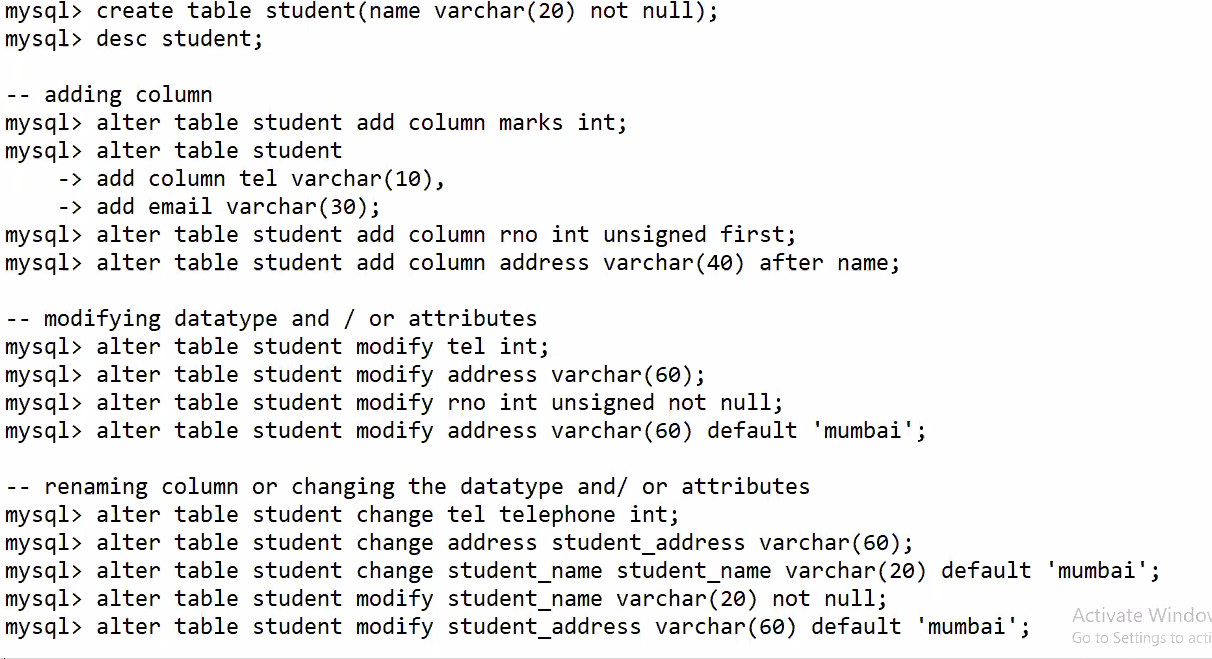 mysql> create table student(name varchar(20) not null);
mysql> desc student;
-- adding column
mysql> alter table student add column marks int;
mysql> alter table student
    -> add column tel varchar(10),
    -> add email varchar(30);
mysql> alter table student add column rno int unsigned first;
mysql> alter table student add column address varchar(40) after name;
-- modifying datatype and / or attributes
mysql> alter table student modify tel int;
mysql> alter table student modify address varchar(60);
mysql> alter table student modify rno int unsigned not null;
mysql> alter table student modify address varchar(60) default 'mumbai';
-- renaming column or changing the datatype and/ or attributes
mysql> alter table student change tel telephone int;
mysql> alter table student change address student_address varchar(60);
mysql> alter table student change student_name student_name varchar(20) default 'mumbai';
mysql> alter table student modify student_name varchar(20) not null;
mysql> alter table student modify student_address varchar(60) default 'mumbai';
Activate Window
Go to Settings to acti